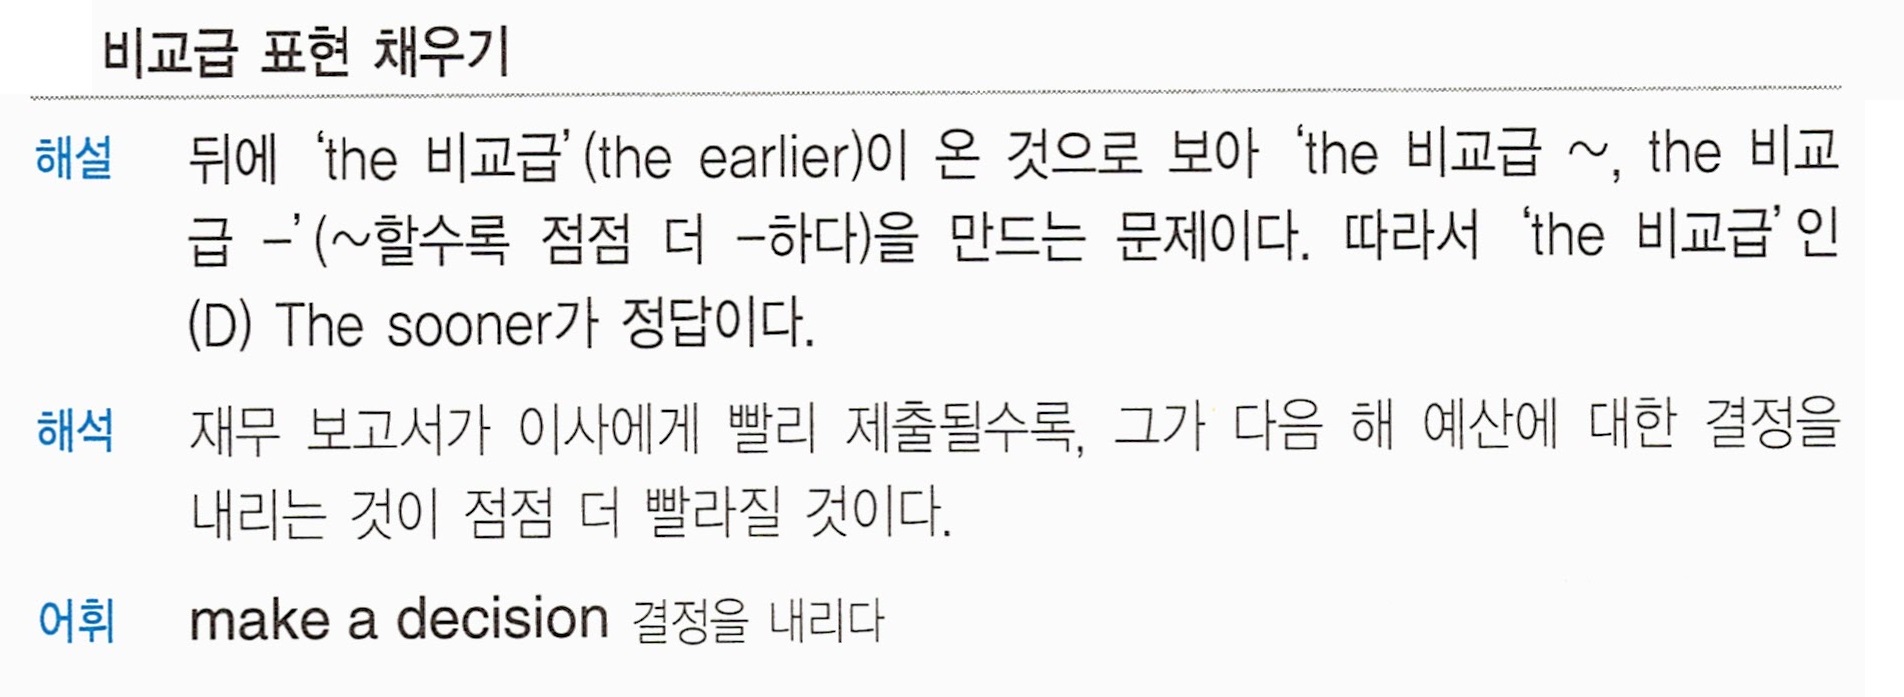 비교급 표현 채우기
해설 뒤에 ‘the 비교급’(the earlier)이 온 것으로 보아 ‘the 비교급 ~, the 비교
급 –’(~할수록 점점 더 –하다)을 만드는 문제이다. 따라서 ‘the 비교급’인
(D) The sooner가 정답이다.
해석 재무 보고서가 이사에게 빨리 제출될수록, 그가 다음 해 예산에 대한 결정을
내리는 것이 점점 더 빨라질 것이다.
어휘 make a decision 결정을 내리다